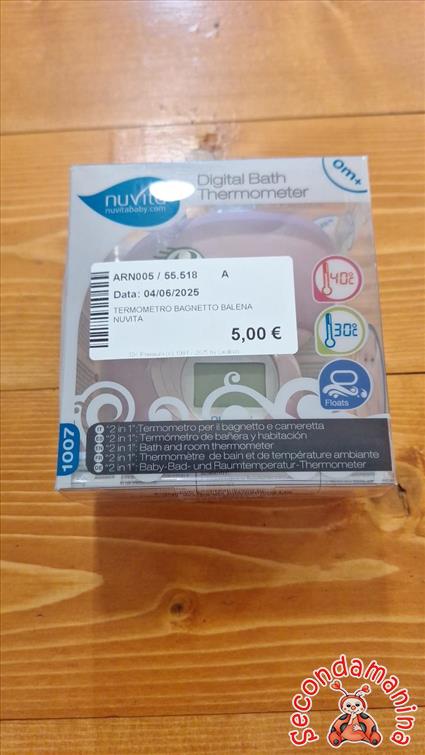 nuvita
nuvitababy.com
Digital Bath
Thermometer
0m+
ARN005 / 55.518 A
Data: 04/06/2025
TERMOMETRO BAGNETTO BALENA
NUVITA
5,00 €
40°C
30°C
Floats
1007
"2 in 1":Termometro per il bagnetto e cameretta
"2 in 1":Termómetro de bañera y habitación
"2 in 1": Bath and room thermometer
"2 in 1": Thermomètre de bain et de température ambiante
"2 in 1": Baby-Bad- und Raumtemperatur-Thermometer
secondamanina